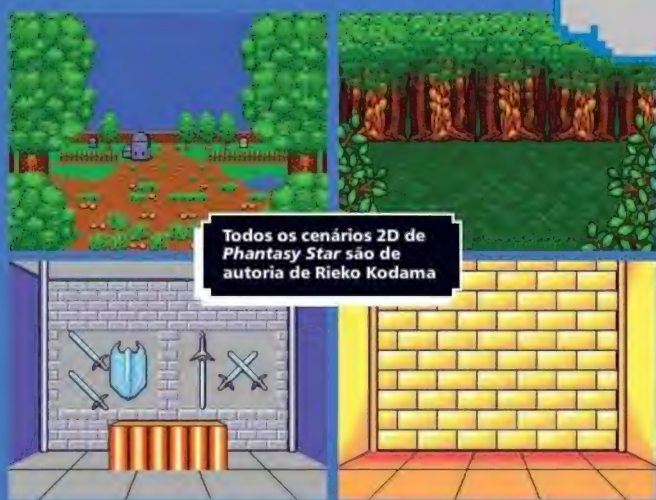 Todos os cenários 2D de
Phantasy Star são de
autoria de Rieko Kodama